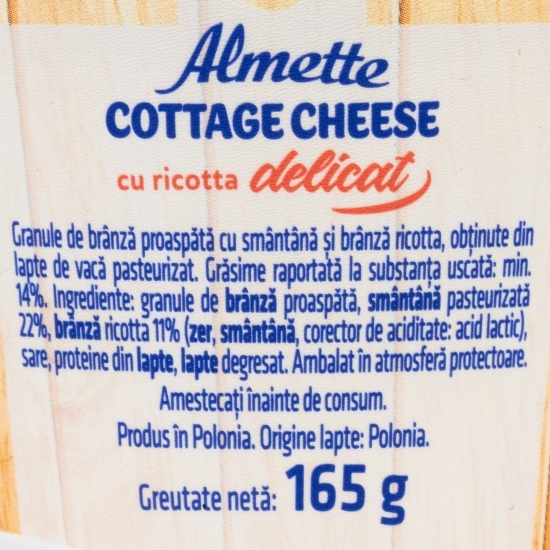 Almette
COTTAGE CHEESE
cu ricotta delicat
Granule de brânză proaspătă cu smântână și brânză ricotta, obținute din
lapte de vacă pasteurizat. Grăsime raportată la substanța uscată: min.
14%. Ingrediente: granule de brânză proaspătă, smântână pasteurizată
22%, brânză ricotta 11% (zer, smântână, corector de aciditate: acid lactic),
sare, proteine din lapte, lapte degresat. Ambalat în atmosferă protectoare.
Amestecați înainte de consum.
Produs în Polonia. Origine lapte: Polonia.
Greutate netă: 165 g